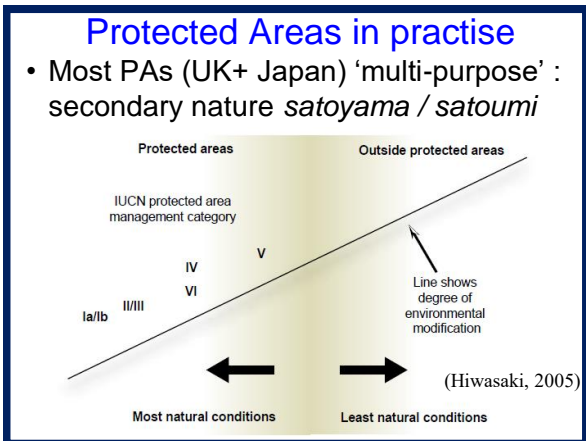 Protected Areas in practise
• Most PAs (UK+ Japan) ‘multi-purpose’ :
secondary nature satoyama / satoumi
Protected areas
Outside protected areas
IUCN protected area
management category
V
IV
VI
II/III
Ia/Ib
Line shows
degree of
environmental
modification
(Hiwasaki, 2005)
Most natural conditions
Least natural conditions